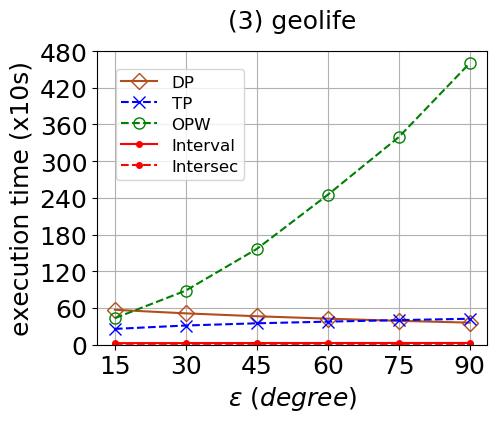 (3) geolife
execution time (x10s)
480
420
360
300
240
180
120
60
0
DP
TP
OPW
Interval
Intersec
15 30 45 60 75 90
ε (degree)